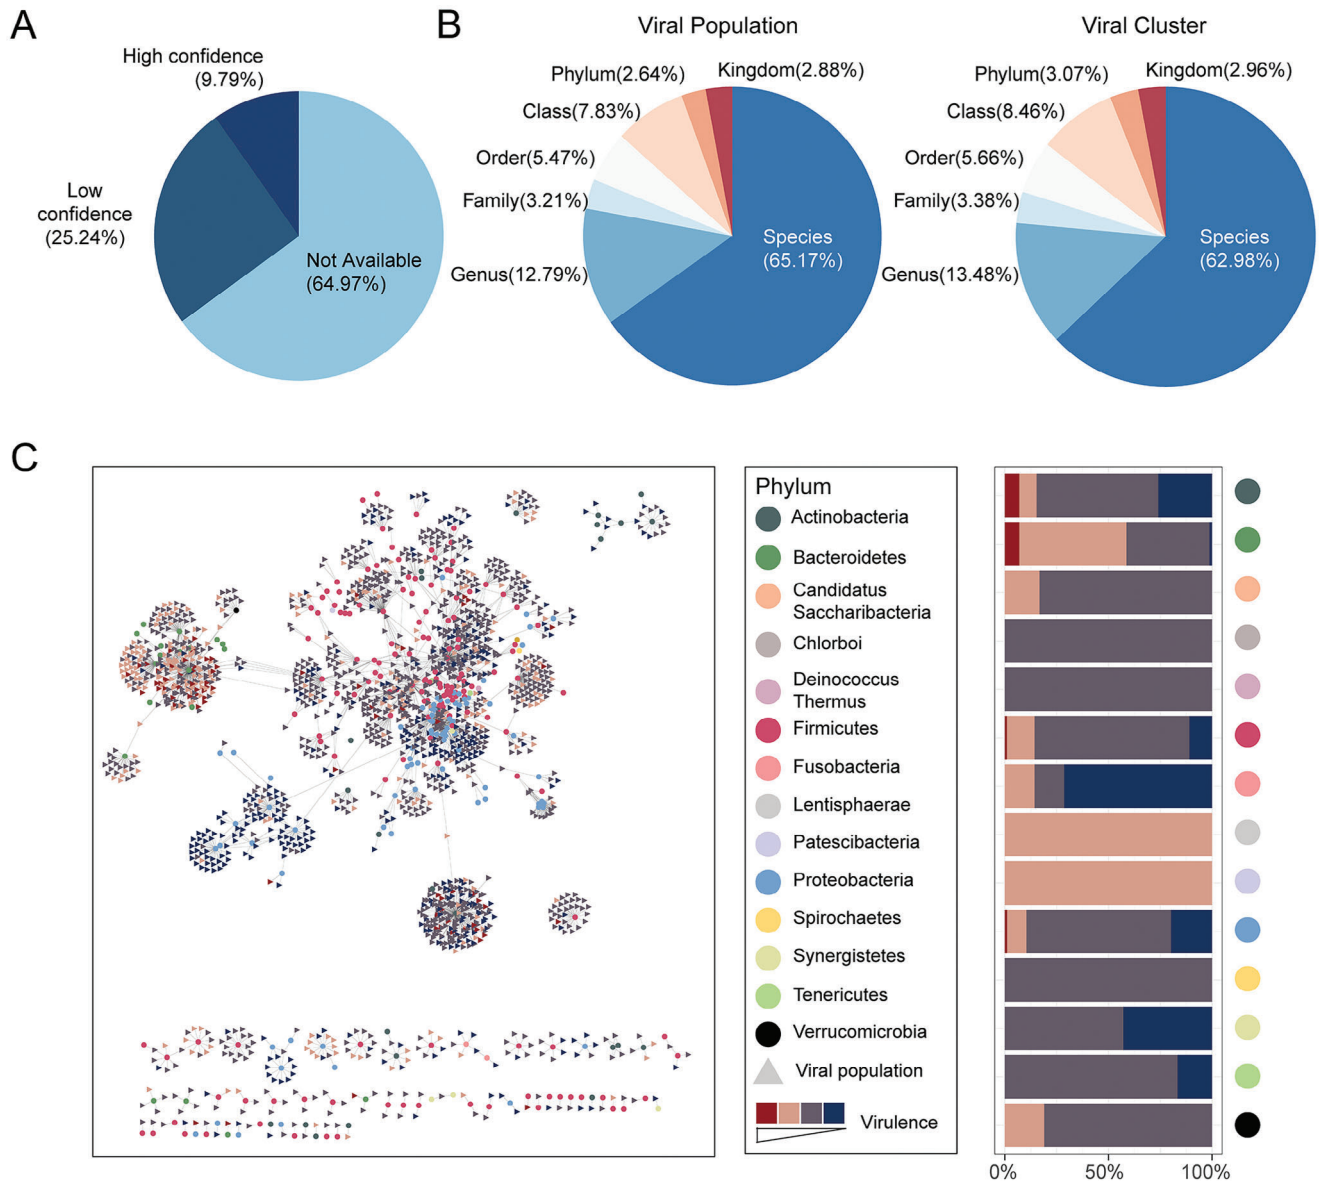 A
High confidence
(9.79%)
Low
confidence
(25.24%)
Not Available
(64.97%)
B
Viral Population
Phylum(2.64%)
Kingdom(2.88%)
Class(7.83%)
Order(5.47%)
Family(3.21%)
Genus(12.79%)
Species
(65.17%)
Viral Cluster
Phylum(3.07%)
Kingdom(2.96%)
Class(8.46%)
Order(5.66%)
Family(3.38%)
Genus(13.48%)
Species
(62.98%)
C
Phylum
Actinobacteria
Bacteroidetes
Candidatus
Saccharibacteria
Chlorboi
Deinococcus
Thermus
Firmicutes
Fusobacteria
Lentisphaerae
Patescibacteria
Proteobacteria
Spirochaetes
Synergistetes
Tenericutes
Verrucomicrobia
Viral population
Virulence
0%
50%
100%